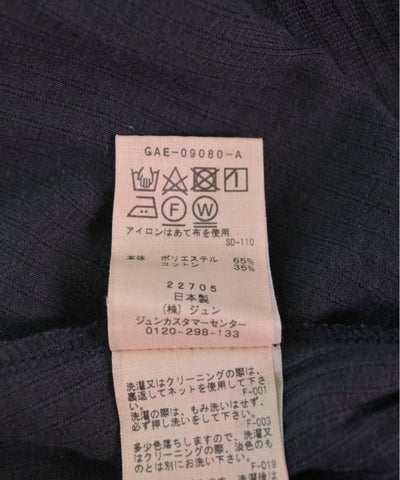 GAE-09080-A
F W
アイロンはあて布を使用
SD-110
本体 ポリエステル 65%
コットン 35%
22705
日本製
(株) ジュン
ジュンカスタマーセンター
0120-298-133
洗濯又はクリーニングの際は、
裏返してネットを使用して下さい。
F-001
洗濯の際は、もみ洗いはせず、
必ず押し洗いをして下さい。
F-003
多少色落ちしますので、洗濯又
はクリーニングの際、淡色のも
のとは別にお洗い下さい。
F-019